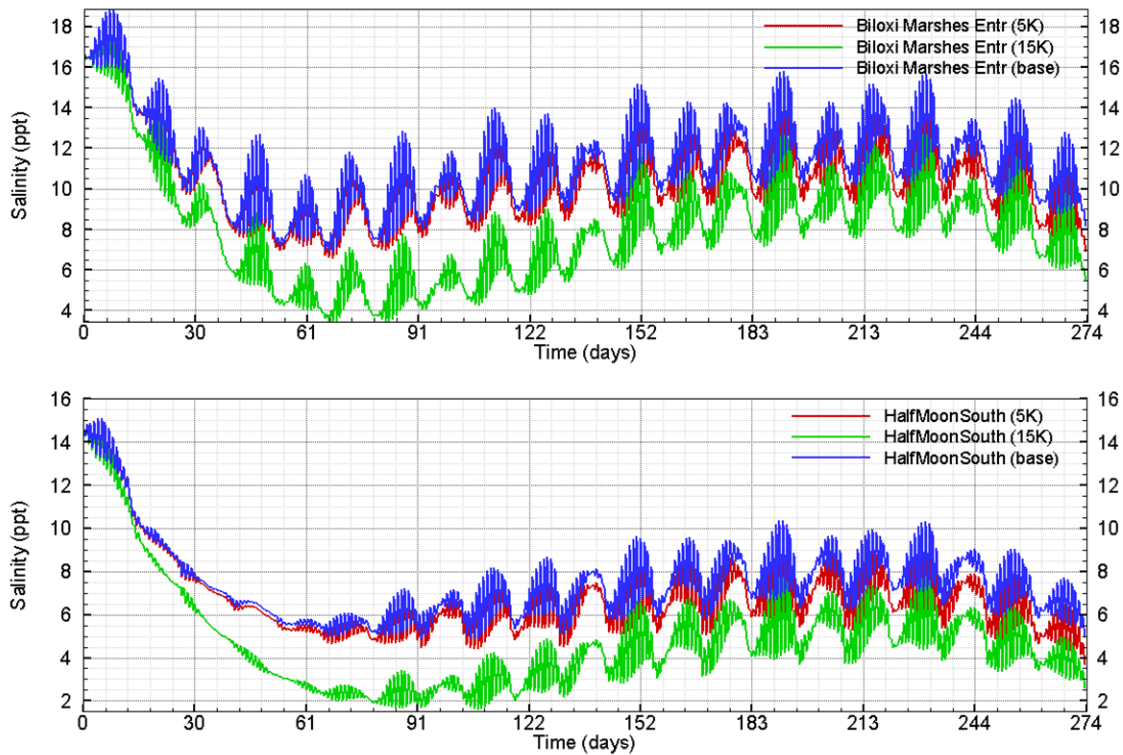 18
16
14
12
10
8
6
4
Salinity (ppt)
18
16
14
12
10
8
6
4
Biloxi Marshes Entr (5K)
Biloxi Marshes Entr (15K)
Biloxi Marshes Entr (base)
0 30 61 91 122 152 183 213 244 274
Time (days)
16
14
12
10
8
6
4
2
Salinity (ppt)
16
14
12
10
8
6
4
2
HalfMoonSouth (5K)
HalfMoonSouth (15K)
HalfMoonSouth (base)
0 30 61 91 122 152 183 213 244 274
Time (days)